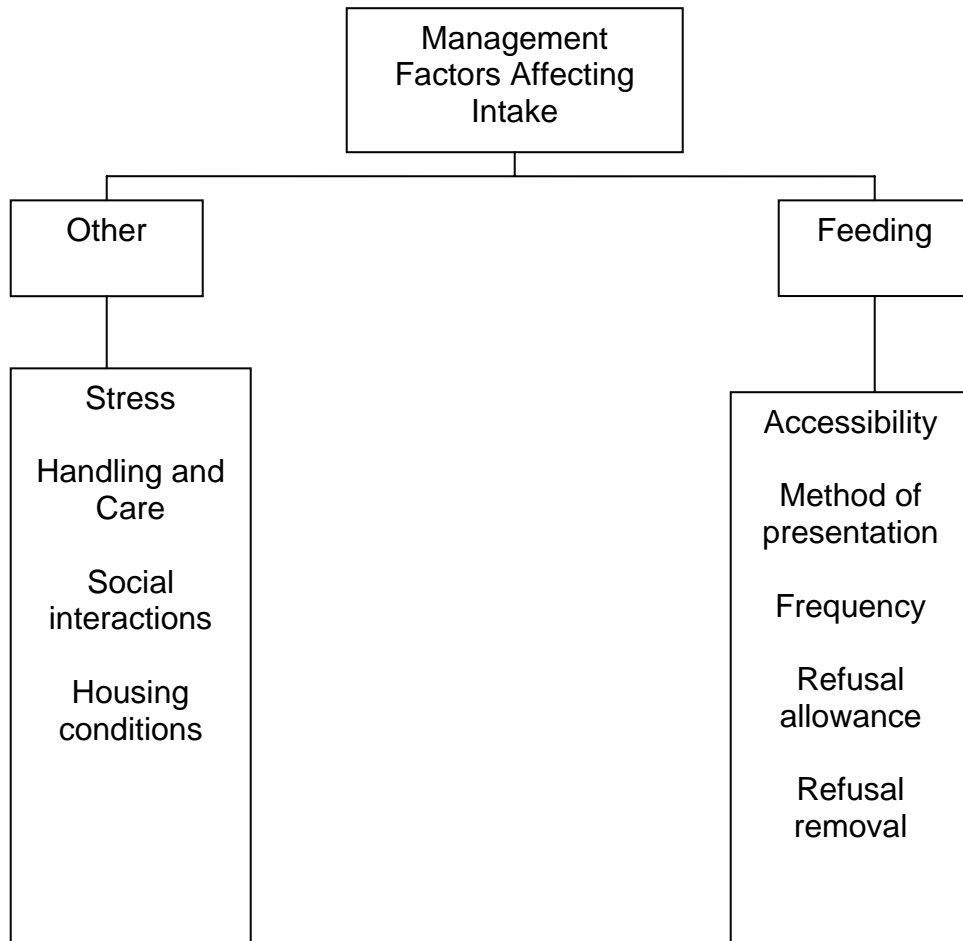 Management
Factors Affecting
Intake
Other
Feeding
Stress
Handling and
Care
Social
interactions
Housing
conditions
Accessibility
Method of
presentation
Frequency
Refusal
allowance
Refusal
removal